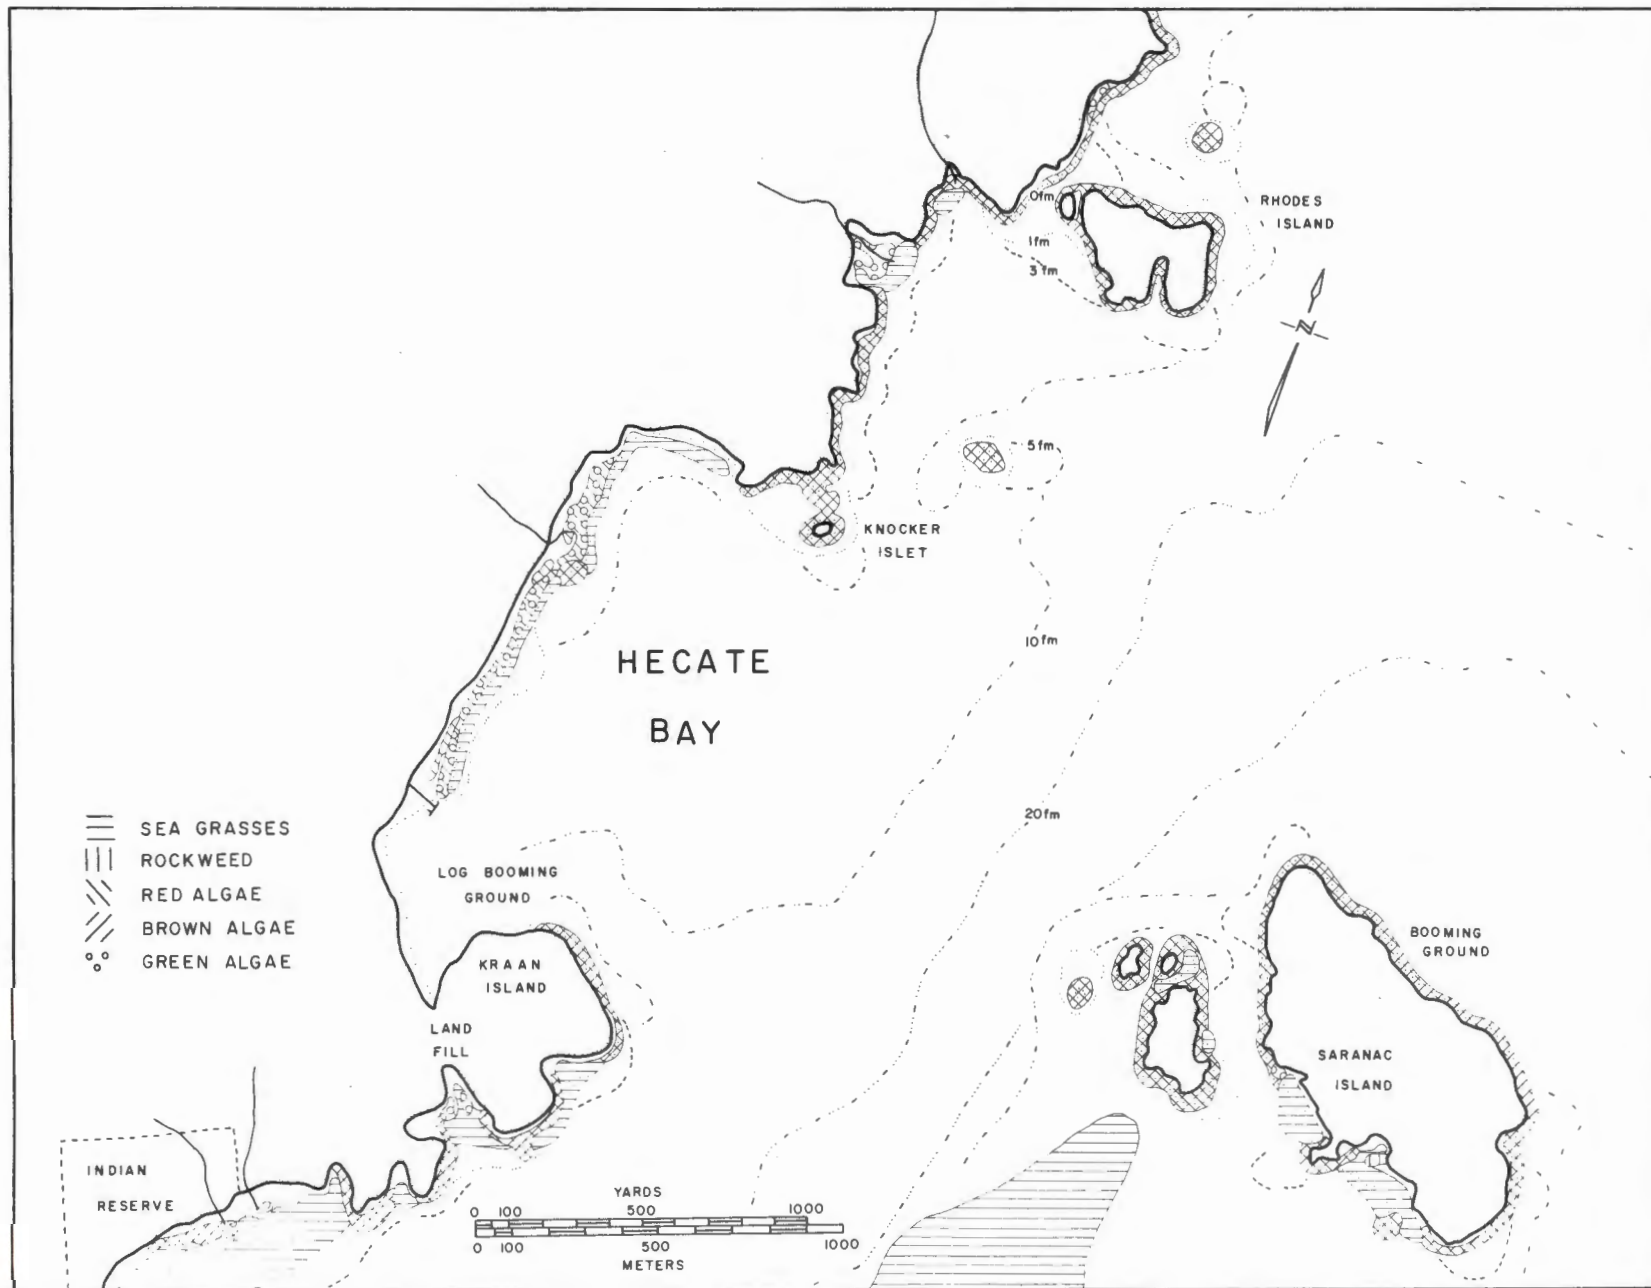 RHODES
ISLAND
0fm
1fm
3fm
N
5fm
KNOCKER
ISLET
10fm
HECATE
BAY
20fm
SEA GRASSES
ROCKWEED
RED ALGAE
BROWN ALGAE
GREEN ALGAE
LOG BOOMING
GROUND
KRAAN
ISLAND
LAND
FILL
BOOMING
GROUND
SARANAC
ISLAND
INDIAN
RESERVE
YARDS
0 100 500 1000
0 100 500 1000
METERS